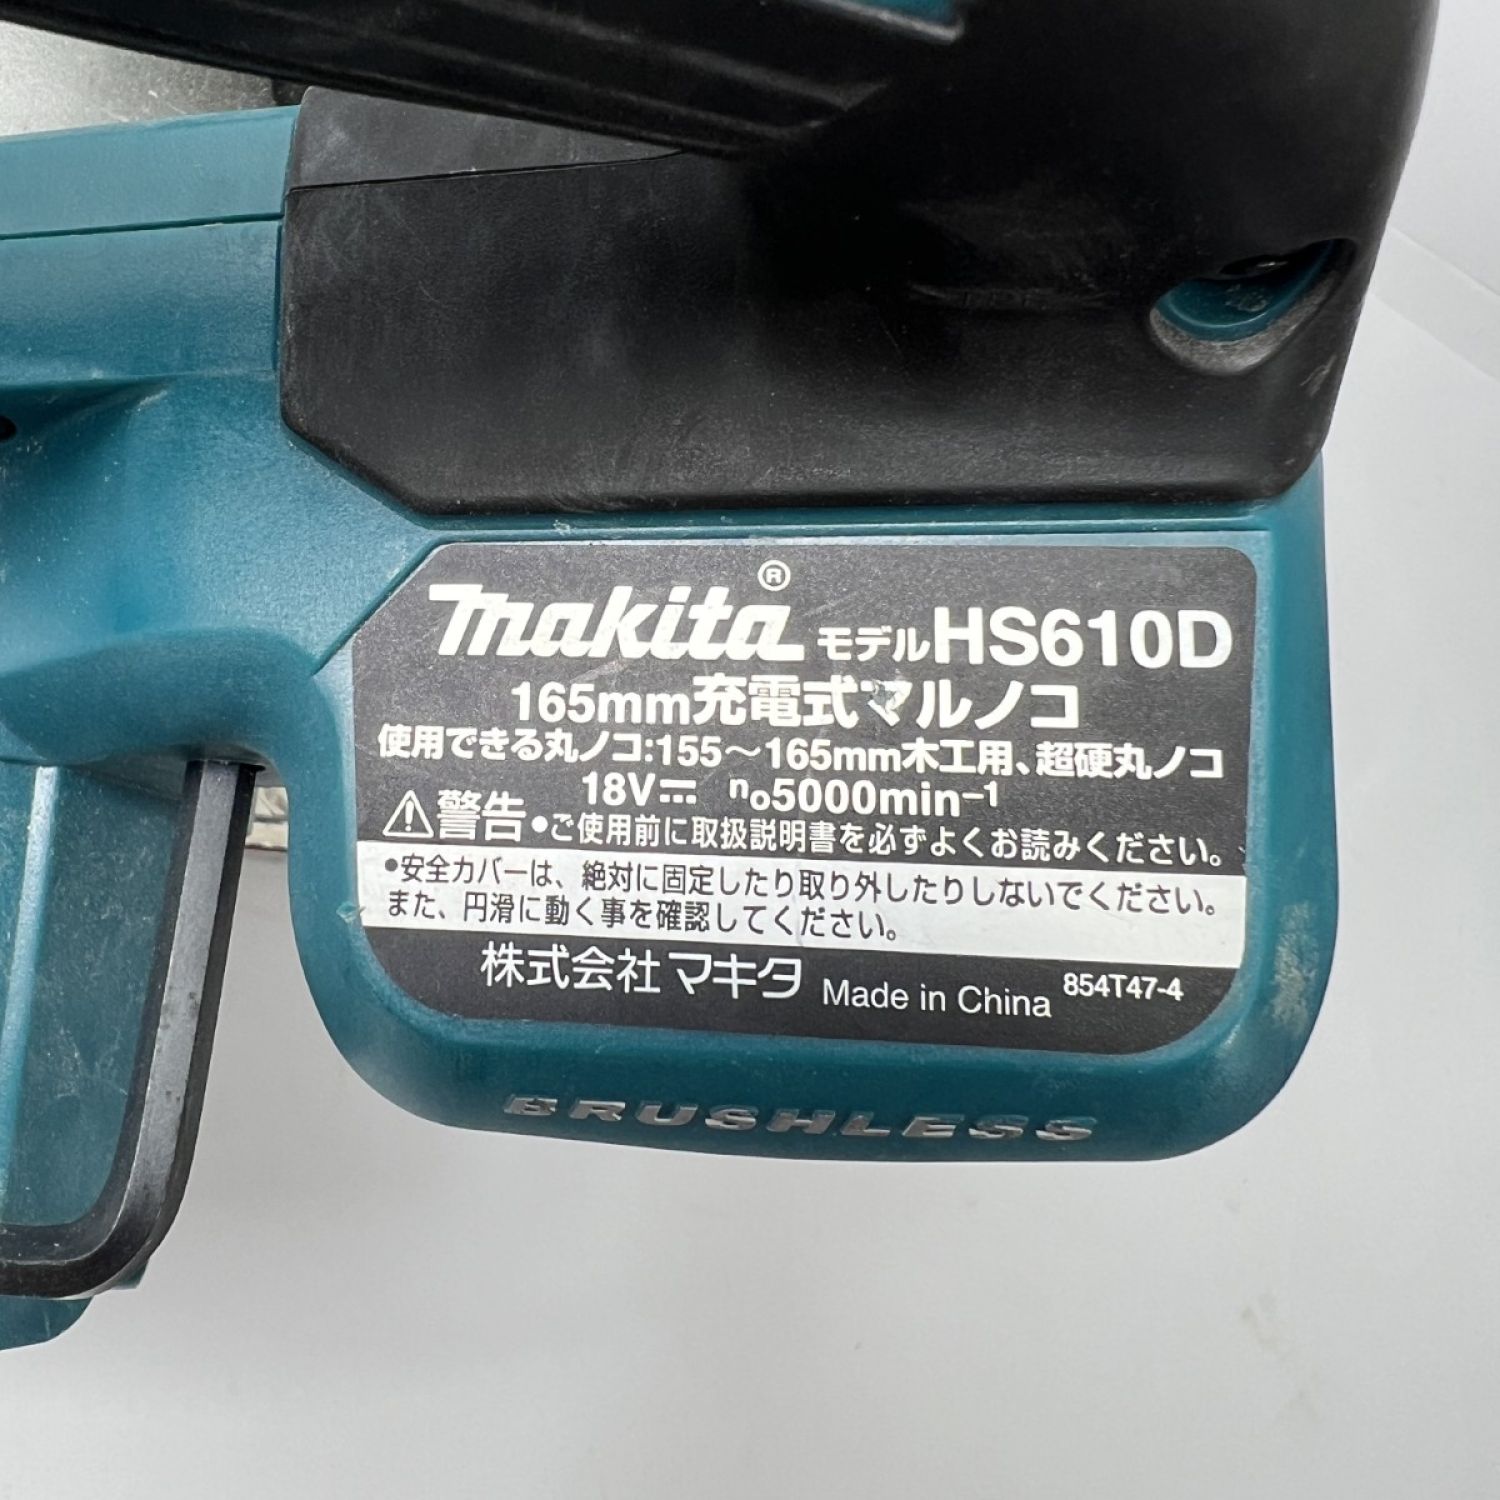 makita® モデルHS610D
165mm充電式マルノコ
使用できる丸ノコ:155～165mm木工用、超硬丸ノコ
18V⎓ n₀5000min⁻¹
⚠警告 •ご使用前に取扱説明書を必ずよくお読みください。
•安全カバーは、絶対に固定したり取り外したりしないでください。
また、円滑に動く事を確認してください。
株式会社マキタ Made in China 854T47-4
BRUSHLESS